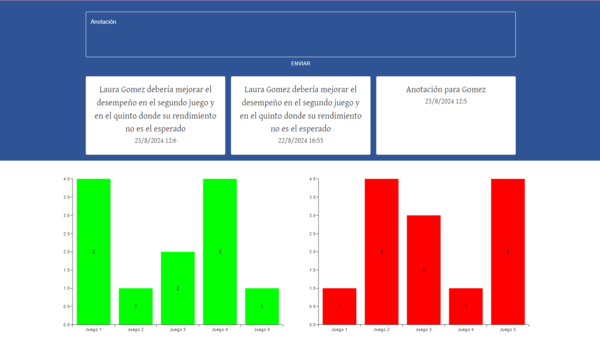 Anotación
ENVIAR
Laura Gomez debería mejorar el
desempeño en el segundo juego y
en el quinto donde su rendimiento
no es el esperado
23/8/2024 12:6
Laura Gomez debería mejorar el
desempeño en el segundo juego y
en el quinto donde su rendimiento
no es el esperado
22/8/2024 16:53
Anotación para Gomez
23/8/2024 12:5
4.0
3.5
3.0
2.5
2.0
1.5
1.0
0.5
0.0
4
1
2
4
1
Juego 1 Juego 2 Juego 3 Juego 4 Juego 5
4.0
3.5
3.0
2.5
2.0
1.5
1.0
0.5
0.0
1
4
3
1
4
Juego 1 Juego 2 Juego 3 Juego 4 Juego 5